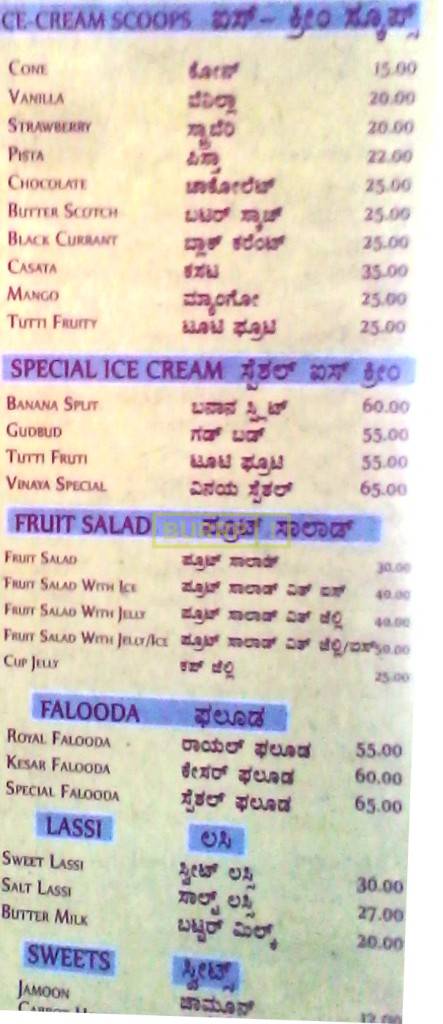 CE-CREAM SCOOPS ಐಸ್- ಕ್ರೀಂ ಸ್ಕೂಪ್ಸ್
CONE ಕೋನ್ 15.00
VANILLA ವೆನಿಲ್ಲಾ 20.00
STRAWBERRY ಸ್ಟ್ರಾಬೆರಿ 20.00
PISTA ಪಿಸ್ತಾ 22.00
CHOCOLATE ಚಾಕೋರೆಟ್ 25.00
BUTTER SCOTCH ಬಟರ್ ಸ್ಕಾಚ್ 25.00
BLACK CURRANT ಬ್ಲಾಕ್ ಕರೆಂಟ್ 25.00
CASATA ಕಸಟ 35.00
MANGO ಮ್ಯಾಂಗೋ 25.00
TUTTI FRUITY ಟೂಟಿ ಫ್ರೂಟಿ 25.00
SPECIAL ICE CREAM ಸ್ಪೆಶಲ್ ಐಸ್ ಕ್ರೀಂ
BANANA SPLIT ಬನಾನ ಸ್ಪ್ಲಿಟ್ 60.00
GUDBUD ಗಡ್ ಬಡ್ 55.00
TUTTI FRUTI ಟೂಟಿ ಫ್ರೂಟಿ 55.00
VINAYA SPECIAL ವಿನಯ ಸ್ಪೆಶಲ್ 65.00
FRUIT SALAD ಫ್ರೂಟ್ ಸಾಲಾಡ್
FRUIT SALAD ಫ್ರೂಟ್ ಸಾಲಾಡ್ 30.00
FRUIT SALAD WITH ICE ಫ್ರೂಟ್ ಸಾಲಾಡ್ ವಿತ್ ಐಸ್ 40.00
FRUIT SALAD WITH JELLY ಫ್ರೂಟ್ ಸಾಲಾಡ್ ವಿತ್ ಜೆಲ್ಲಿ 40.00
FRUIT SALAD WITH JELLY/ICE ಫ್ರೂಟ್ ಸಾಲಾಡ್ ವಿತ್ ಜೆಲ್ಲಿ/ಐಸ್ 50.00
CUP JELLY ಕಪ್ ಜೆಲ್ಲಿ 25.00
FALOODA ಫಲೂಡ
ROYAL FALOODA ರಾಯಲ್ ಫಲೂಡ 55.00
KESAR FALOODA ಕೇಸರ್ ಫಲೂಡ 60.00
SPECIAL FALOODA ಸ್ಪೆಶಲ್ ಫಲೂಡ 65.00
LASSI ಲಸಿ
SWEET LASSI ಸ್ವೀಟ್ ಲಸ್ಸಿ 30.00
SALT LASSI ಸಾಲ್ಟ್ ಲಸ್ಸಿ 27.00
BUTTER MILK ಬಟ್ಟರ್ ಮಿಲ್ಕ್ 20.00
SWEETS ಸ್ವೀಟ್ಸ್
JAMOON ಜಾಮೂನ್ 12.00